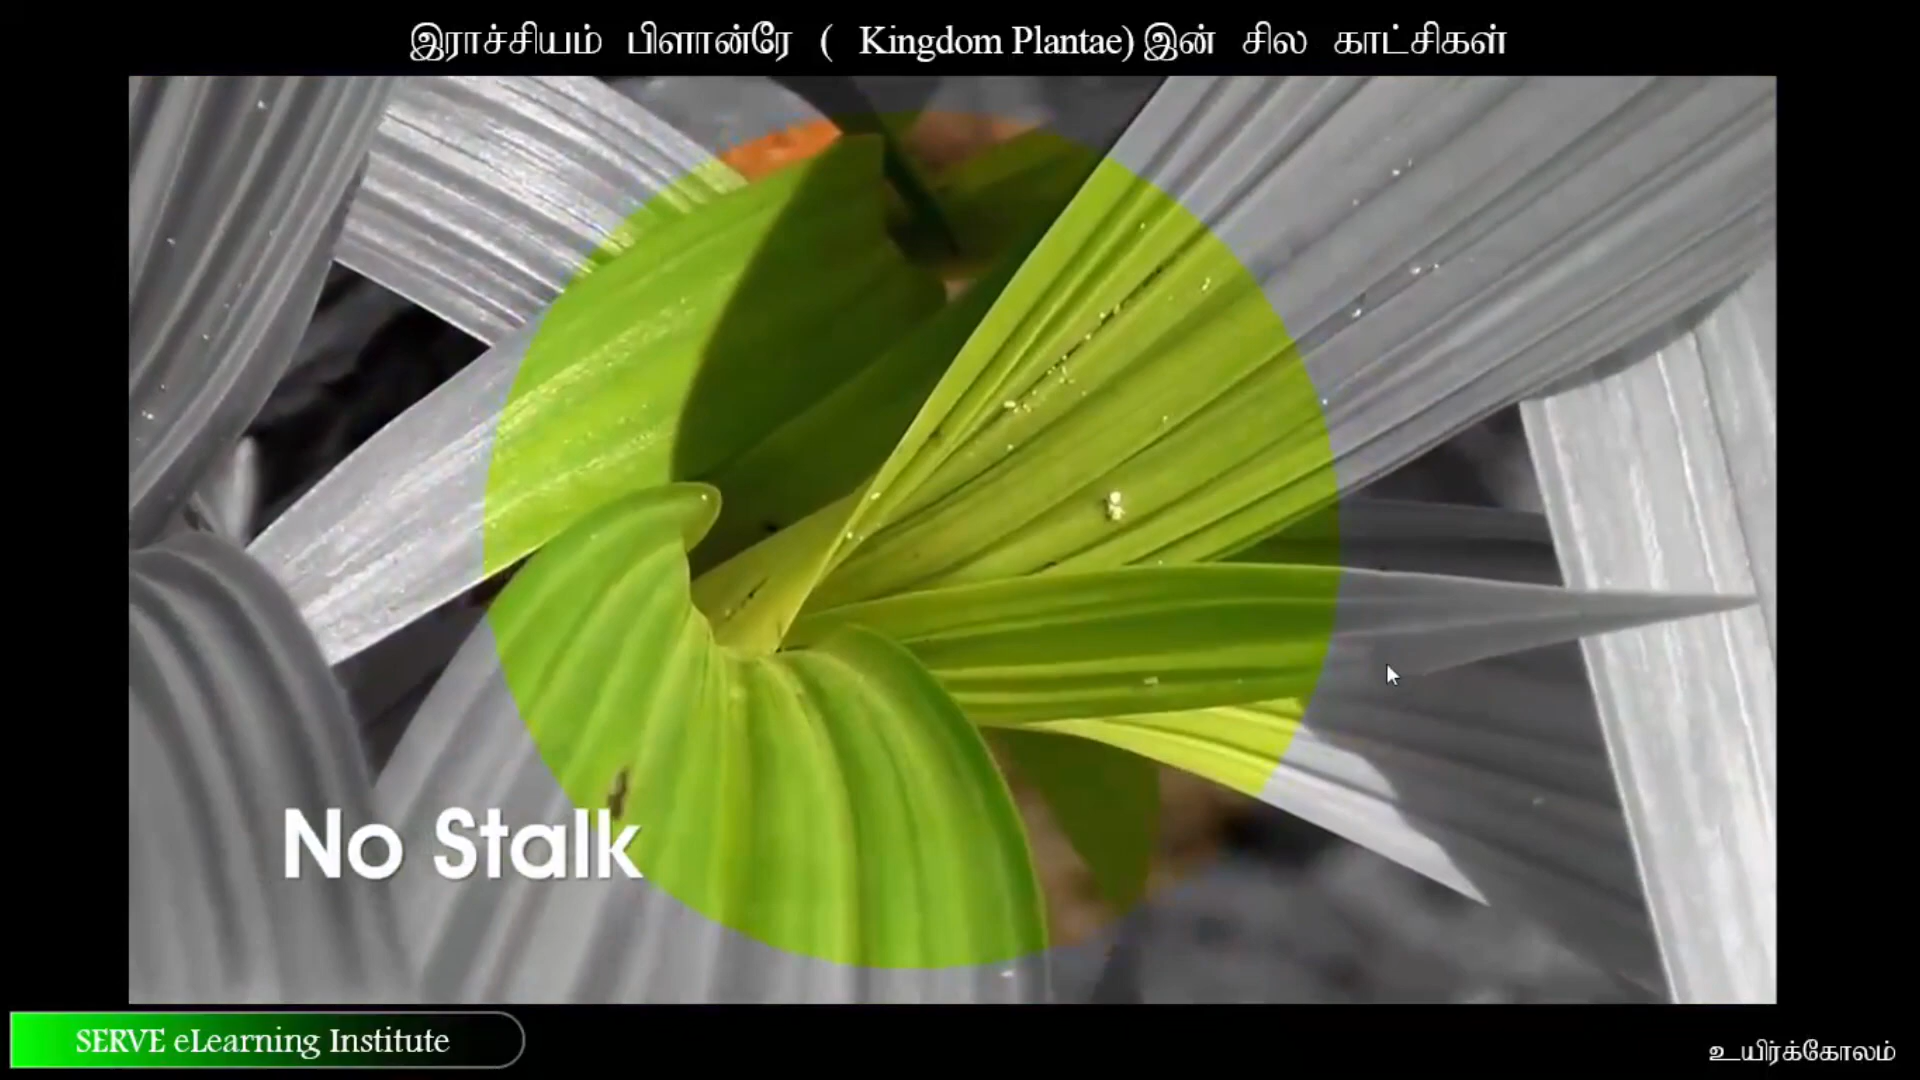 இராச்சியம் பிளான்ரே ( Kingdom Plantae) இன் சில காட்சிகள்
No Stalk
SERVE eLearning Institute
உயிர்க்கோலம்